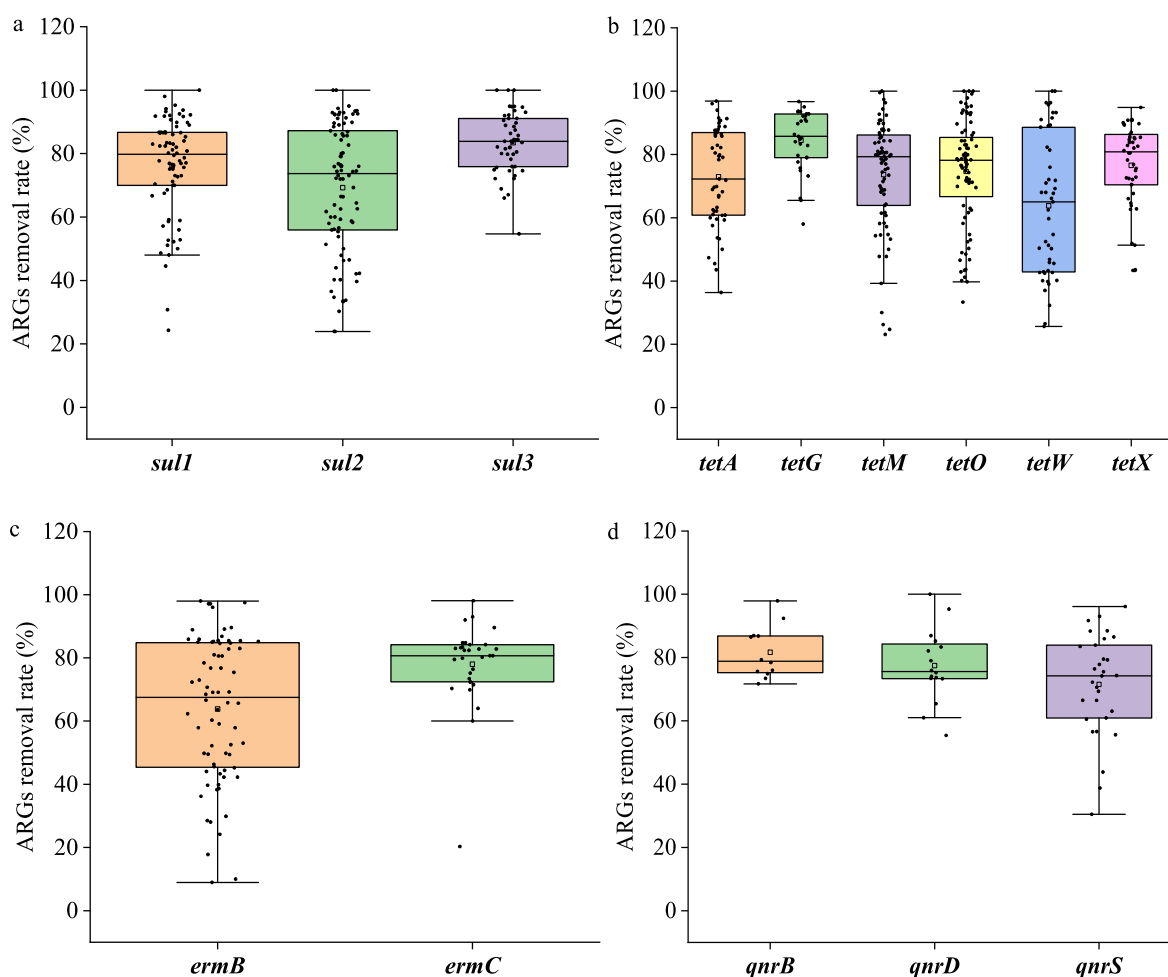 a
120
100
80
60
40
20
0
ARGs removal rate (%)
sul1 sul2 sul3
b
120
100
80
60
40
20
0
ARGs removal rate (%)
tetA tetG tetM tetO tetW tetX
c
120
100
80
60
40
20
0
ARGs removal rate (%)
ermB ermC
d
120
100
80
60
40
20
0
ARGs removal rate (%)
qnrB qnrD qnrS